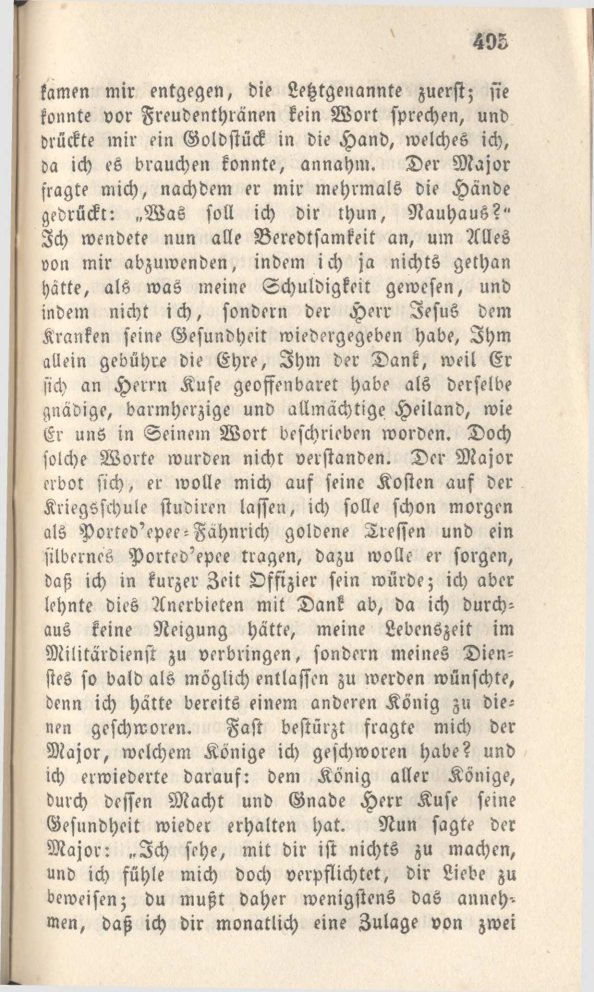 495
kamen mir entgegen, die Letztgenannte zuerst; sie
konnte vor Freudenthränen kein Wort sprechen, und
drückte mir ein Goldstück in die Hand, welches ich,
da ich es brauchen konnte, annahm. Der Major
fragte mich, nachdem er mir mehrmals die Hände
gedrückt: „Was soll ich dir thun, Nauhaus?“
Ich wendete nun alle Beredtsamkeit an, um Alles
von mir abzuwenden, indem ich ja nichts gethan
hätte, als was meine Schuldigkeit gewesen, und
indem nicht ich, sondern der Herr Jesus dem
Kranken seine Gesundheit wiedergegeben habe, Ihm
allein gebühre die Ehre, Ihm der Dank, weil Er
sich an Herrn Kuse geoffenbaret habe als derselbe
gnädige, barmherzige und allmächtige Heiland, wie
Er uns in Seinem Wort beschrieben worden. Doch
solche Worte wurden nicht verstanden. Der Major
erbot sich, er wolle mich auf seine Kosten auf der
Kriegsschule studiren lassen, ich solle schon morgen
als Ported'epee-Fähnrich goldene Tressen und ein
silbernes Ported'epee tragen, dazu wolle er sorgen,
daß ich in kurzer Zeit Offizier sein würde; ich aber
lehnte dies Anerbieten mit Dank ab, da ich durch-
aus keine Neigung hätte, meine Lebenszeit im
Militärdienst zu verbringen, sondern meines Dien-
stes so bald als möglich entlassen zu werden wünschte,
denn ich hätte bereits einem anderen König zu die-
nen geschworen. Fast bestürzt fragte mich der
Major, welchem Könige ich geschworen habe? und
ich erwiederte darauf: dem König aller Könige,
durch dessen Macht und Gnade Herr Kuse seine
Gesundheit wieder erhalten hat. Nun sagte der
Major: „Ich sehe, mit dir ist nichts zu machen,
und ich fühle mich doch verpflichtet, dir Liebe zu
beweisen; du mußt daher wenigstens das anneh-
men, daß ich dir monatlich eine Zulage von zwei